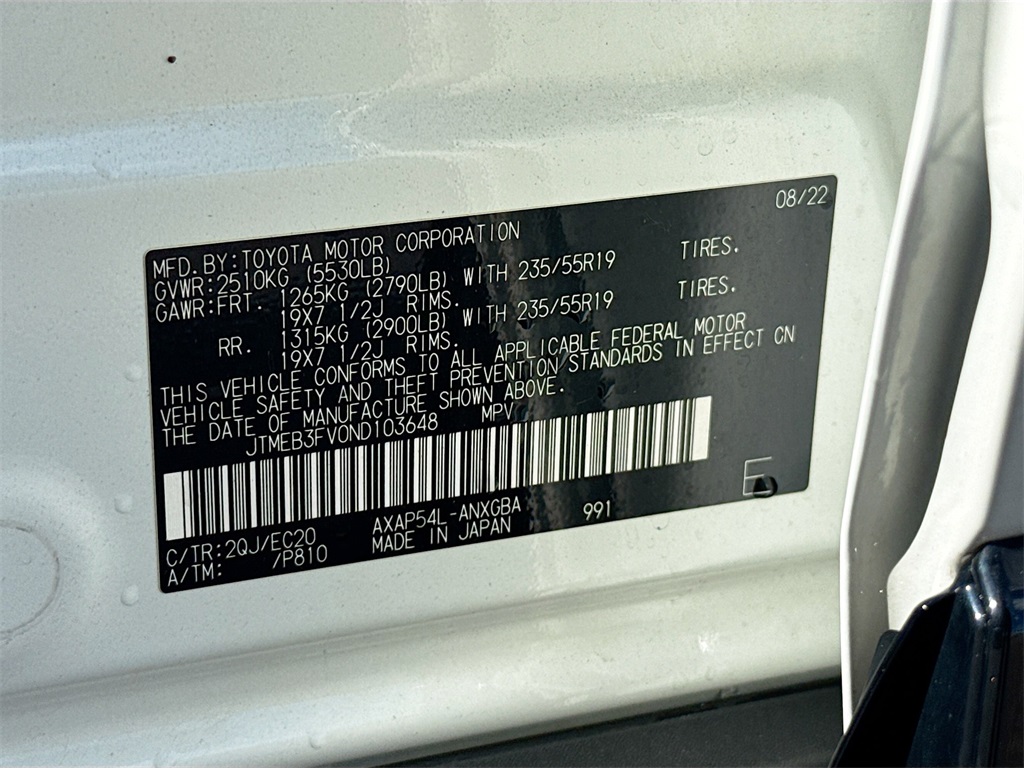 08/22
MFD. BY: TOYOTA MOTOR CORPORATION
GVWR: 2510KG (5530LB)
GAWR: FRT. 1265KG (2790LB) WITH 235/55R19 TIRES.
19X7 1/2J RIMS.
RR. 1315KG (2900LB) WITH 235/55R19 TIRES.
19X7 1/2J RIMS.
THIS VEHICLE CONFORMS TO ALL APPLICABLE FEDERAL MOTOR
VEHICLE SAFETY AND THEFT PREVENTION STANDARDS IN EFFECT ON
THE DATE OF MANUFACTURE SHOWN ABOVE.
JTMEB3FV0ND103648 MPV
C/TR: 2QJ/EC20 AXAP54L-ANXGBA 991
A/TM: /P810 MADE IN JAPAN